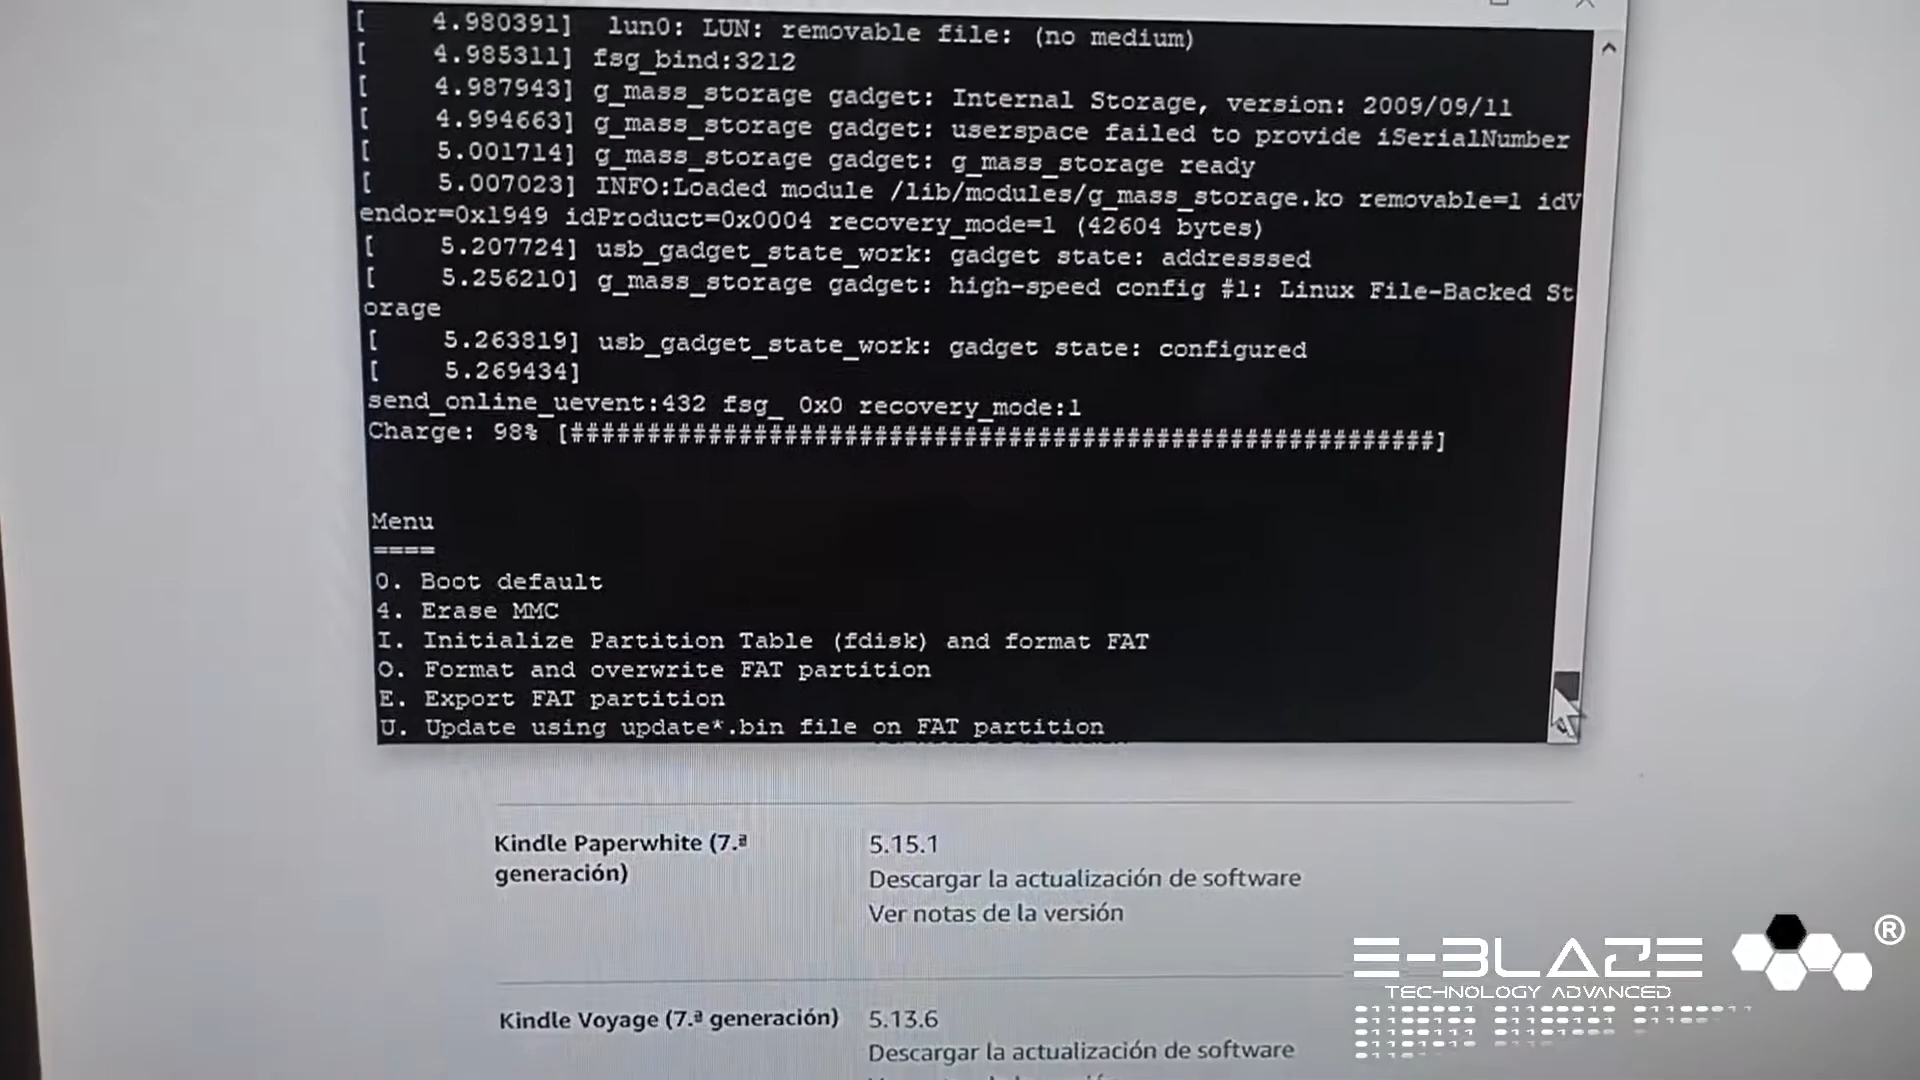 [    4.980391]  lun0: LUN: removable file: (no medium)
[    4.985311] fsg_bind:3212
[    4.987943] g_mass_storage gadget: Internal Storage, version: 2009/09/11
[    4.994663] g_mass_storage gadget: userspace failed to provide iSerialNumber
[    5.001714] g_mass_storage gadget: g_mass_storage ready
[    5.007023] INFO:Loaded module /lib/modules/g_mass_storage.ko removable=1 idV
endor=0x1949 idProduct=0x0004 recovery_mode=1 (42604 bytes)
[    5.207724] usb_gadget_state_work: gadget state: addresssed
[    5.256210] g_mass_storage gadget: high-speed config #1: Linux File-Backed St
orage
[    5.263819] usb_gadget_state_work: gadget state: configured
[    5.269434]
send_online_uevent:432 fsg_ 0x0 recovery_mode:1
Charge: 98% [########################################################]
Menu
====
0. Boot default
4. Erase MMC
I. Initialize Partition Table (fdisk) and format FAT
O. Format and overwrite FAT partition
E. Export FAT partition
U. Update using update*.bin file on FAT partition
Kindle Paperwhite (7.ª
generación)
5.15.1
Descargar la actualización de software
Ver notas de la versión
Kindle Voyage (7.ª generación)
5.13.6
Descargar la actualización de software
E-BLAZE ®
TECHNOLOGY ADVANCED